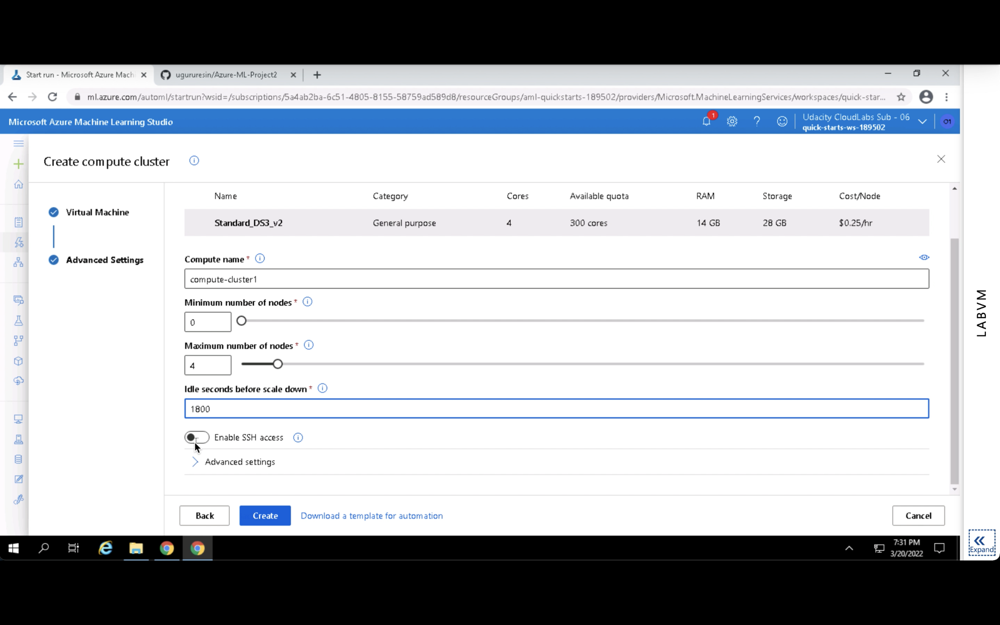 Start run - Microsoft Azure Machi
ugururesin/Azure-ML-Project2
ml.azure.com/automl/startrun?wsid=/subscriptions/5a4ab2ba-6c51-4805-8155-58759ad589d8/resourceGroups/aml-quickstarts-189502/providers/Microsoft.MachineLearningServices/workspaces/quick-star...
Microsoft Azure Machine Learning Studio
1
Udacity CloudLabs Sub - 06
quick-starts-ws-189502
O1
Create compute cluster
Virtual Machine
Advanced Settings
Name Category Cores Available quota RAM Storage Cost/Node
Standard_DS3_v2 General purpose 4 300 cores 14 GB 28 GB $0.25/hr
Compute name *
compute-cluster1
Minimum number of nodes *
0
Maximum number of nodes *
4
Idle seconds before scale down *
1800
Enable SSH access
Advanced settings
Back
Create
Download a template for automation
Cancel
7:31 PM
3/20/2022
LABVM
Expand